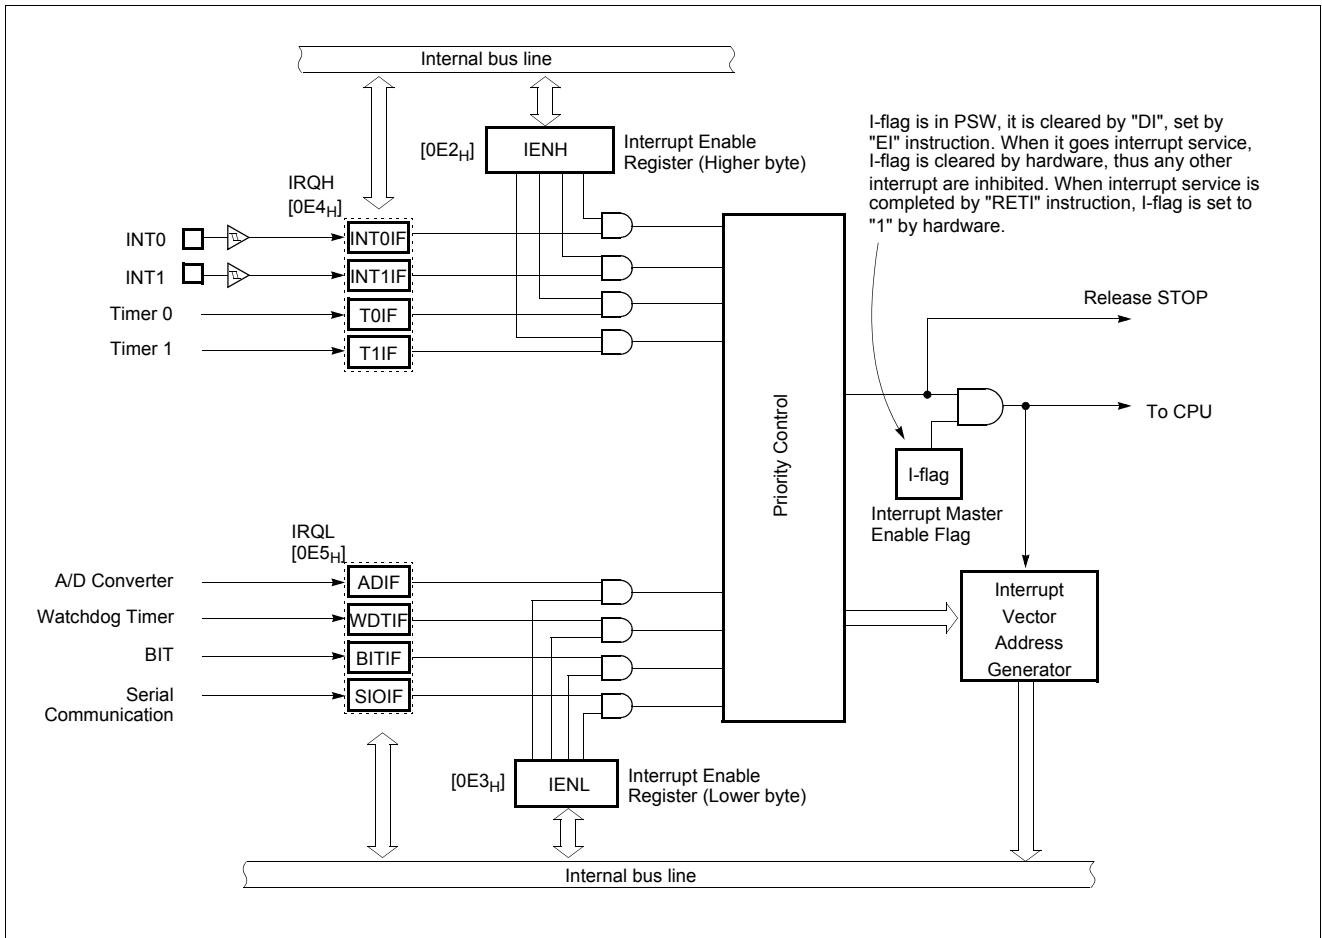 Internal bus line
I-flag is in PSW, it is cleared by "DI", set by
"EI" instruction. When it goes interrupt service,
I-flag is cleared by hardware, thus any other
interrupt are inhibited. When interrupt service is
completed by "RETI" instruction, I-flag is set to
"1" by hardware.
[0E2H]
IENH
Interrupt Enable
Register (Higher byte)
IRQH
[0E4H]
INT0
INT0IF
INT1
INT1IF
Timer 0
T0IF
Timer 1
T1IF
Release STOP
Priority Control
To CPU
I-flag
Interrupt Master
Enable Flag
IRQL
[0E5H]
A/D Converter
ADIF
Watchdog Timer
WDTIF
BIT
BITIF
Serial
Communication
SIOIF
Interrupt
Vector
Address
Generator
[0E3H]
IENL
Interrupt Enable
Register (Lower byte)
Internal bus line